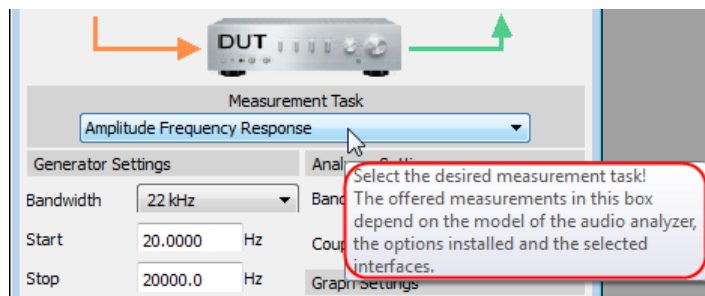 DUT
Measurement Task
Amplitude Frequency Response
Generator Settings
Select the desired measurement task!
Bandwidth 22 kHz
The offered measurements in this box
depend on the model of the audio analyzer,
Start 20.0000 Hz
the options installed and the selected
interfaces.
Stop 20000.0 Hz
Graph Settings